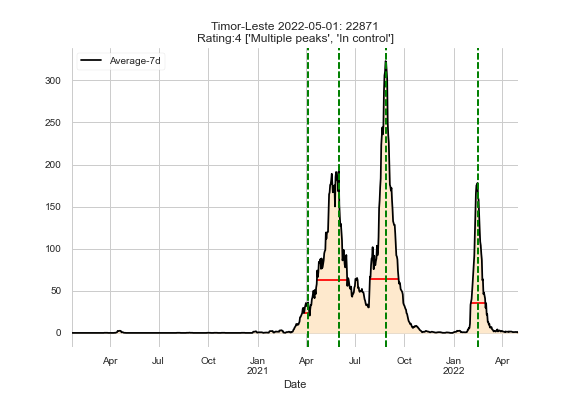 Timor-Leste 2022-05-01: 22871
Rating:4 ['Multiple peaks', 'In control']
Average-7d
300
250
200
150
100
50
0
Apr Jul Oct Jan Apr Jul Oct Jan Apr
2021 2022
Date